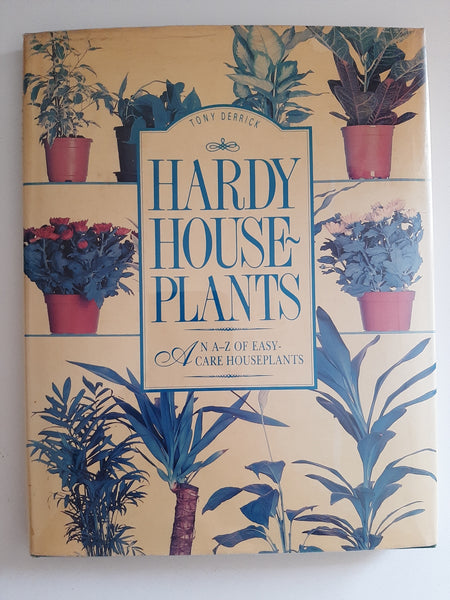 TONY DERRICK
HARDY
HOUSE~
PLANTS
AN A–Z OF EASY-
CARE HOUSEPLANTS